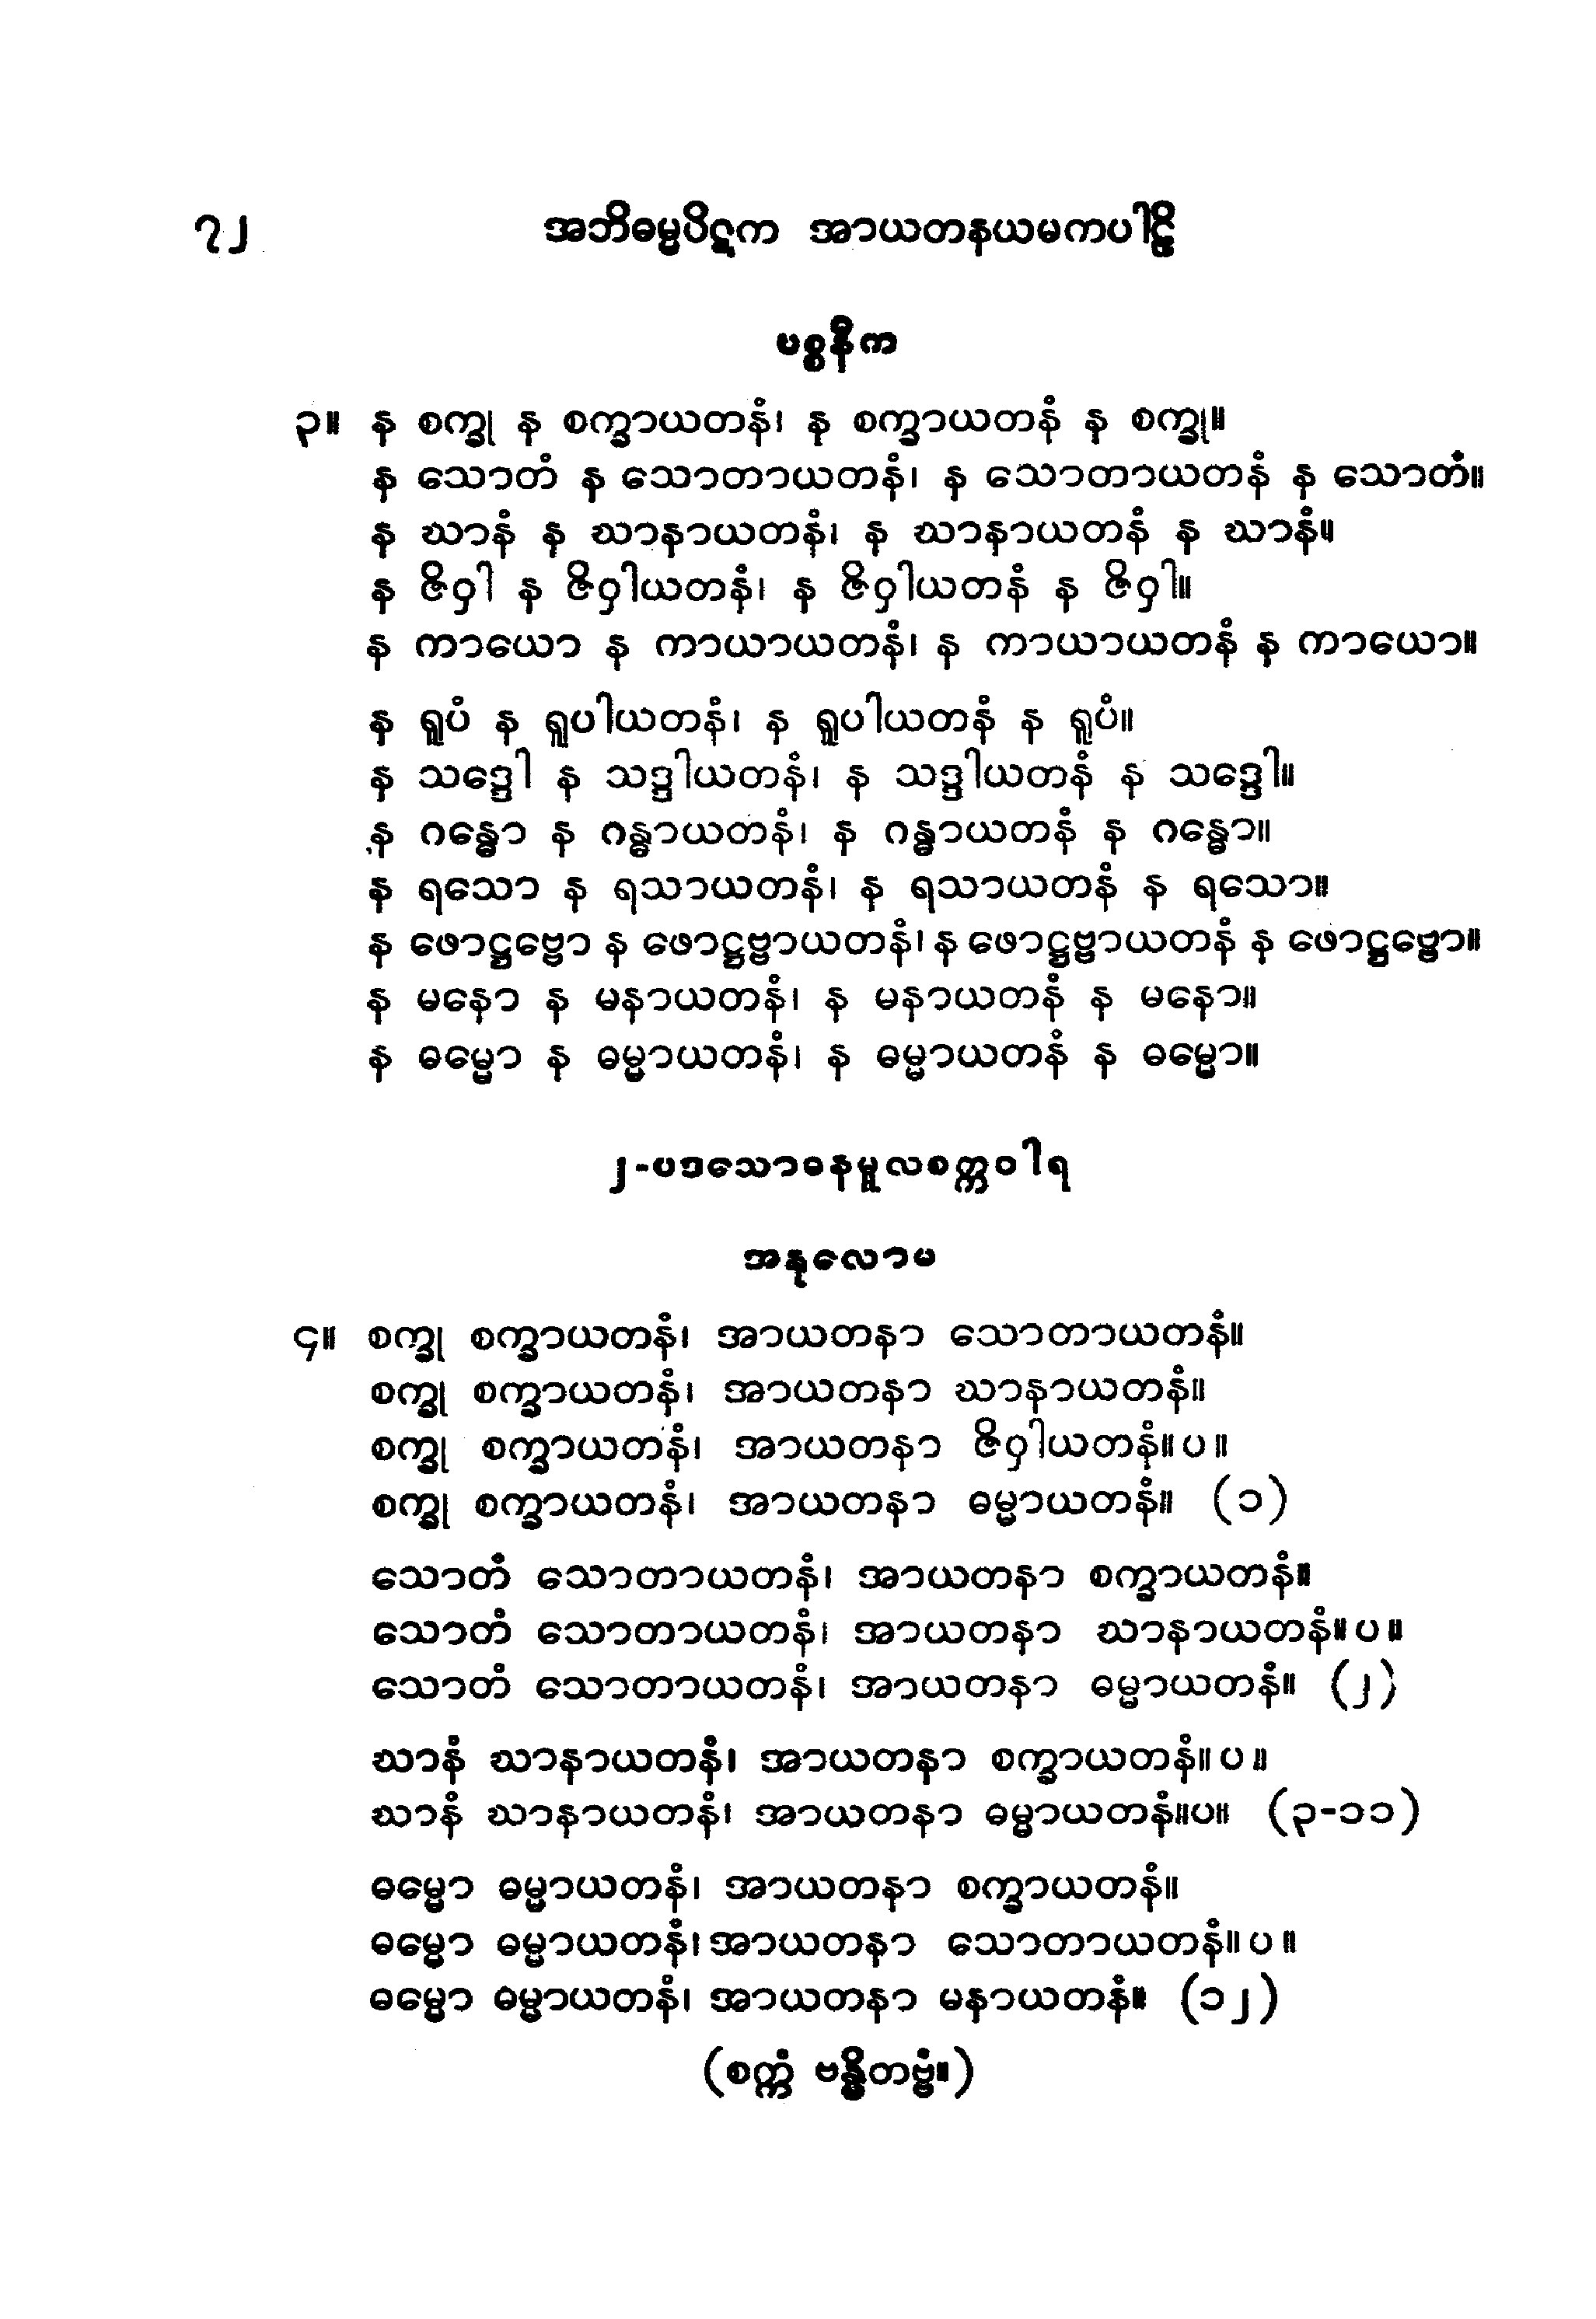 ၇၂ အဘိဓမ္မပိဋက အာယတနယမကပါဠိ
ပစ္စနီက
၃။ န စက္ခု န စက္ခာယတနံ၊ န စက္ခာယတနံ န စက္ခု။
န သောတံ န သောတာယတနံ၊ န သောတာယတနံ န သောတံ။
န ဃာနံ န ဃာနာယတနံ၊ န ဃာနာယတနံ န ဃာနံ။
န ဇိဝှါ န ဇိဝှါယတနံ၊ န ဇိဝှါယတနံ န ဇိဝှါ။
န ကာယော န ကာယာယတနံ၊ န ကာယာယတနံ န ကာယော။
န ရူပံ န ရူပါယတနံ၊ န ရူပါယတနံ န ရူပံ။
န သဒ္ဒေါ န သဒ္ဒါယတနံ၊ န သဒ္ဒါယတနံ န သဒ္ဒေါ။
န ဂန္ဓော န ဂန္ဓာယတနံ၊ န ဂန္ဓာယတနံ န ဂန္ဓော။
န ရသော န ရသာယတနံ၊ န ရသာယတနံ န ရသော။
န ဖောဋ္ဌဗ္ဗော န ဖောဋ္ဌဗ္ဗာယတနံ၊ န ဖောဋ္ဌဗ္ဗာယတနံ န ဖောဋ္ဌဗ္ဗော။
န မနော န မနာယတနံ၊ န မနာယတနံ န မနော။
န ဓမ္မော န ဓမ္မာယတနံ၊ န ဓမ္မာယတနံ န ဓမ္မော။
၂-ပဒသောဓနမူလစက္ကဝါရ
အနုလောမ
၄။ စက္ခု စက္ခာယတနံ၊ အာယတနာ သောတာယတနံ။
စက္ခု စက္ခာယတနံ၊ အာယတနာ ဃာနာယတနံ။
စက္ခု စက္ခာယတနံ၊ အာယတနာ ဇိဝှါယတနံ။ပ။
စက္ခု စက္ခာယတနံ၊ အာယတနာ ဓမ္မာယတနံ။ (၁)
သောတံ သောတာယတနံ၊ အာယတနာ စက္ခာယတနံ။
သောတံ သောတာယတနံ၊ အာယတနာ ဃာနာယတနံ။ပ။
သောတံ သောတာယတနံ၊ အာယတနာ ဓမ္မာယတနံ။ (၂)
ဃာနံ ဃာနာယတနံ၊ အာယတနာ စက္ခာယတနံ။ပ။
ဃာနံ ဃာနာယတနံ၊ အာယတနာ ဓမ္မာယတနံ။ပ။ (၃-၁၁)
ဓမ္မော ဓမ္မာယတနံ၊ အာယတနာ စက္ခာယတနံ။
ဓမ္မော ဓမ္မာယတနံ၊အာယတနာ သောတာယတနံ။ပ။
ဓမ္မော ဓမ္မာယတနံ၊ အာယတနာ မနာယတနံ။ (၁၂)
(စက္ကံ ဗန္ဓိတဗ္ဗံ။)